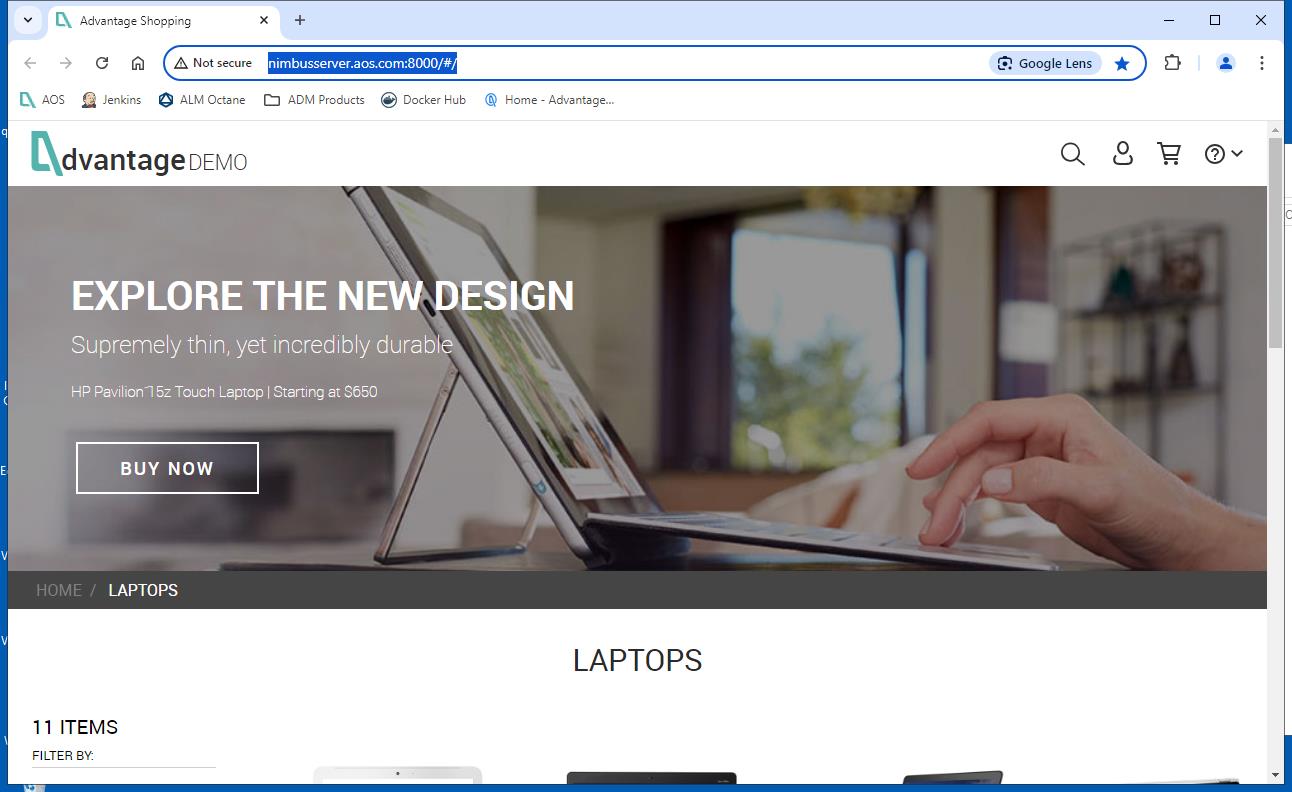 Advantage Shopping
Not secure nimbusserver.aos.com:8000/#/ Google Lens
AOS Jenkins ALM Octane ADM Products Docker Hub Home - Advantage...
dvantage DEMO
EXPLORE THE NEW DESIGN
Supremely thin, yet incredibly durable
HP Pavilion 15z Touch Laptop | Starting at $650
BUY NOW
HOME / LAPTOPS
LAPTOPS
11 ITEMS
FILTER BY: